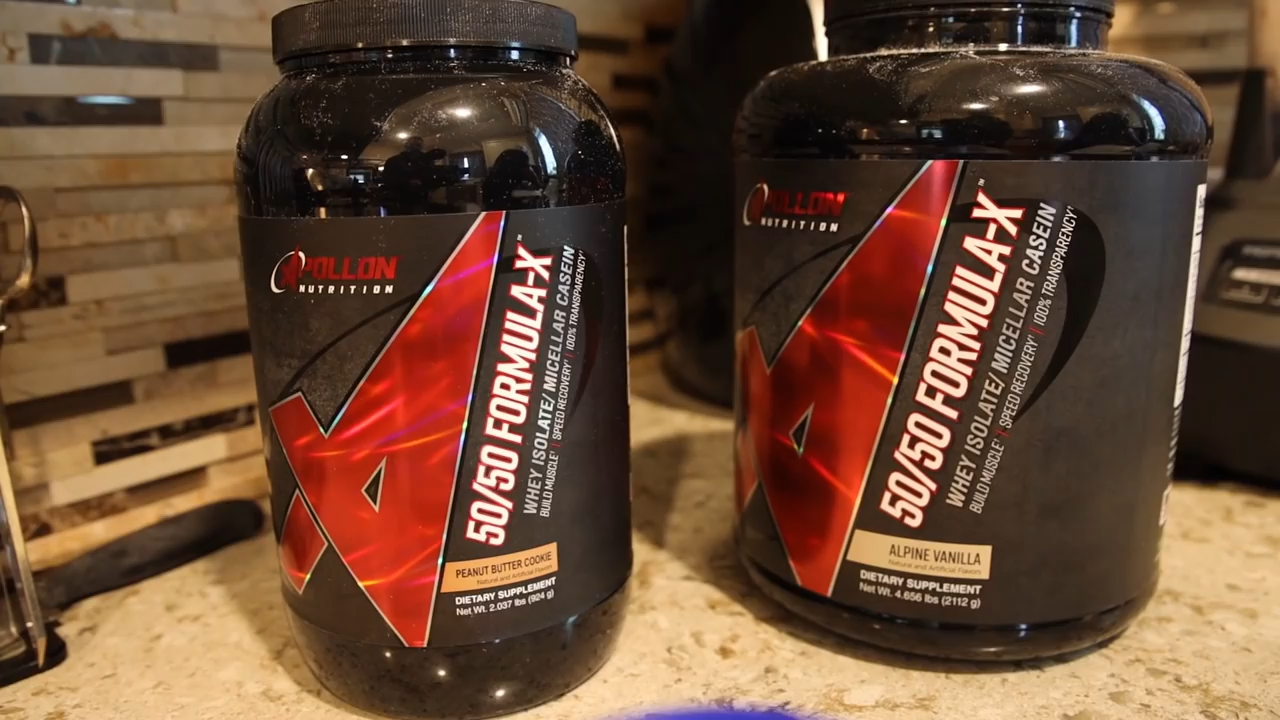 APOLLON
NUTRITION
50/50 FORMULA-X™
WHEY ISOLATE/ MICELLAR CASEIN
BUILD MUSCLE† | SPEED RECOVERY† | 100% TRANSPARENCY†
PEANUT BUTTER COOKIE
Natural and Artificial Flavors
DIETARY SUPPLEMENT
Net Wt. 2.037 lbs (924 g)
APOLLON
NUTRITION
50/50 FORMULA-X™
WHEY ISOLATE/ MICELLAR CASEIN
BUILD MUSCLE† | SPEED RECOVERY† | 100% TRANSPARENCY†
ALPINE VANILLA
Natural and Artificial Flavors
DIETARY SUPPLEMENT
Net Wt. 4.656 lbs (2112 g)